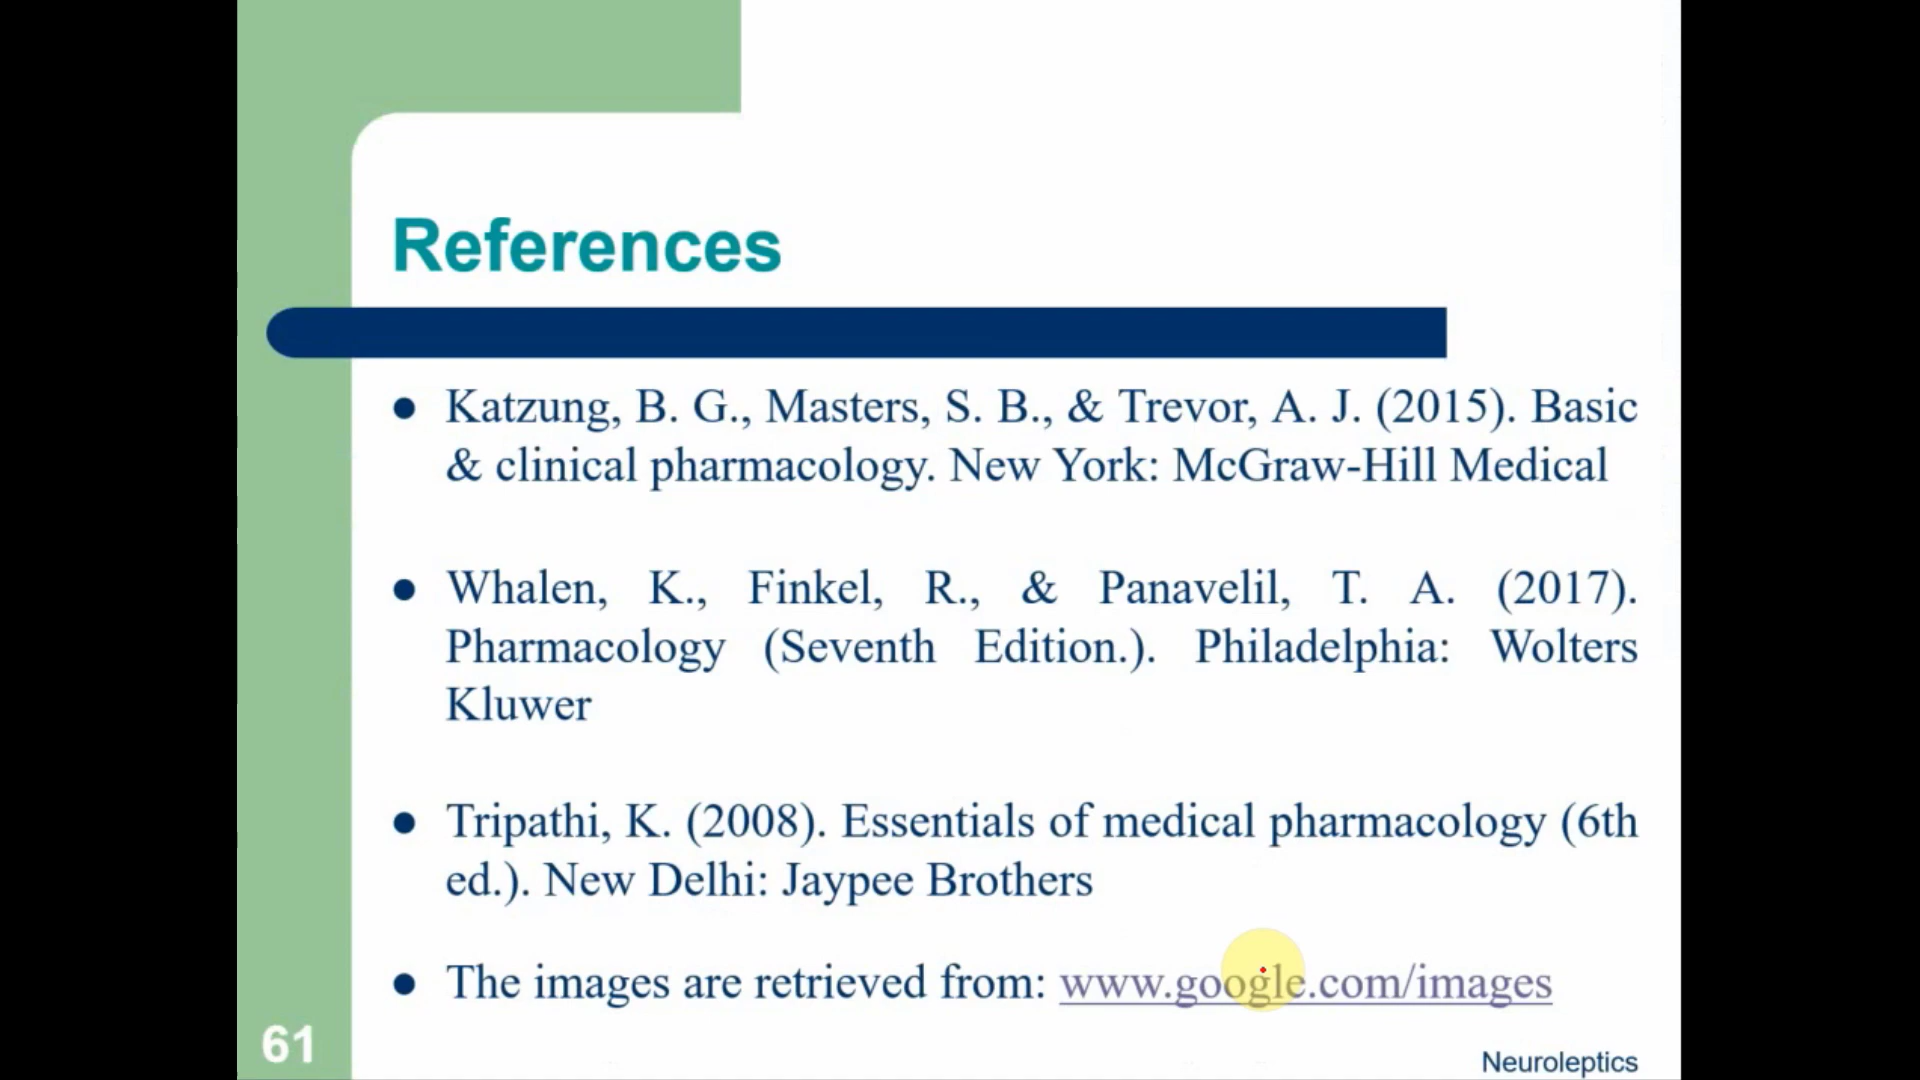 References
Katzung, B. G., Masters, S. B., & Trevor, A. J. (2015). Basic
& clinical pharmacology. New York: McGraw-Hill Medical
Whalen, K., Finkel, R., & Panavelil, T. A. (2017).
Pharmacology (Seventh Edition.). Philadelphia: Wolters
Kluwer
Tripathi, K. (2008). Essentials of medical pharmacology (6th
ed.). New Delhi: Jaypee Brothers
The images are retrieved from: www.google.com/images
61
Neuroleptics